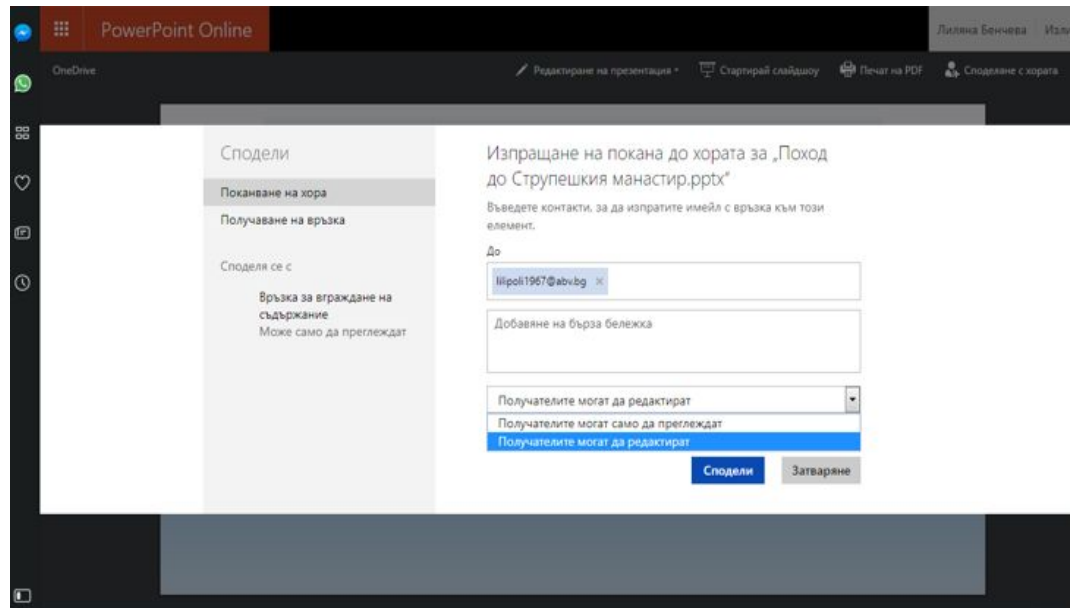 PowerPoint Online
Лиляна Бенчева
OneDrive
Редактиране на презентация
Стартирай слайдшоу
Печат на PDF
Споделяне с хората
Сподели
Поканване на хора
Получаване на връзка
Споделя се с
Връзка за вграждане на
съдържание
Може само да преглеждат
Изпращане на покана до хората за „Поход
до Струпешкия манастир.pptx“
Въведете контакти, за да изпратите имейл с връзка към този
елемент.
До
lilipoli1967@abv.bg
Добавяне на бърза бележка
Получателите могат да редактират
Получателите могат само да преглеждат
Получателите могат да редактират
Сподели
Затваряне